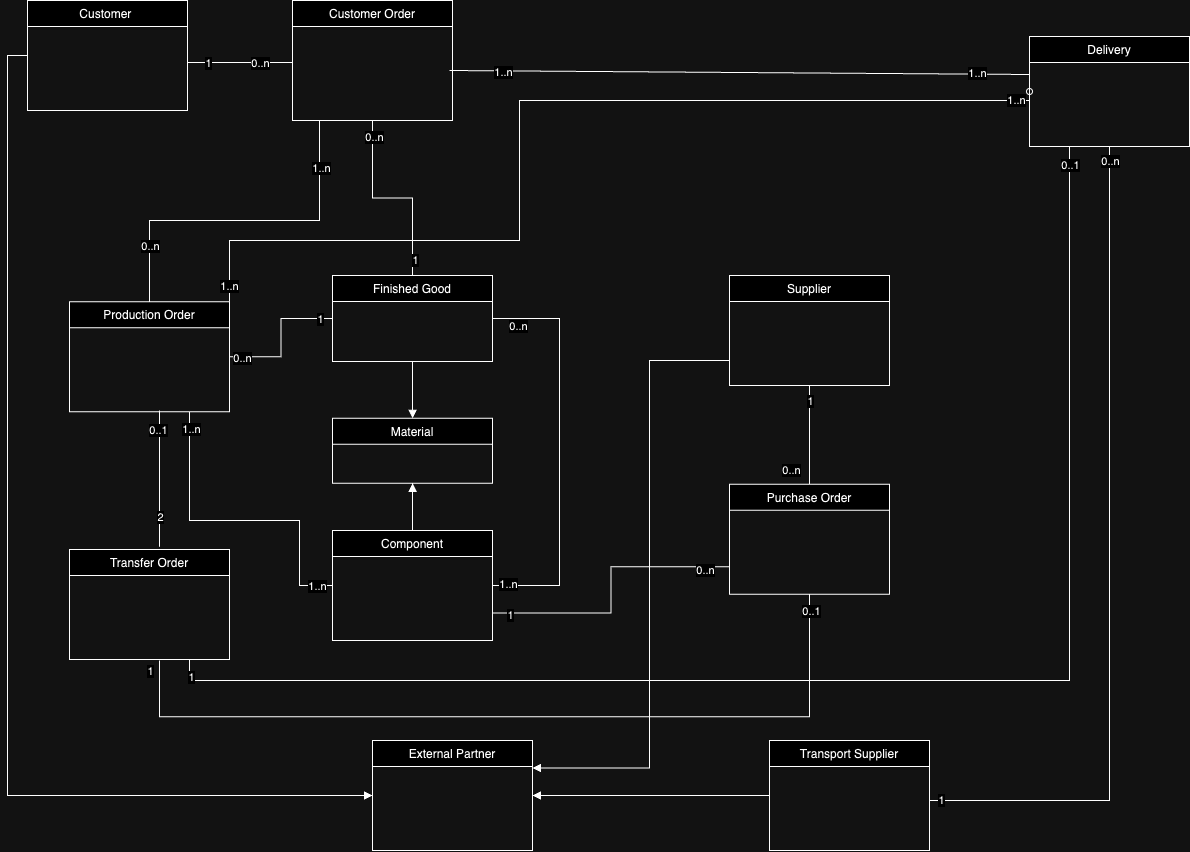 Customer
Customer Order
Delivery
1
0..n
1..n
1..n
1..n
0..n
1..n
0..1
0..n
0..n
1
1..n
Finished Good
Supplier
Production Order
1
0..n
0..n
1
0..1
1..n
Material
0..n
2
Purchase Order
Component
Transfer Order
0..n
1..n
1..n
1
0..1
1
1
External Partner
Transport Supplier
1